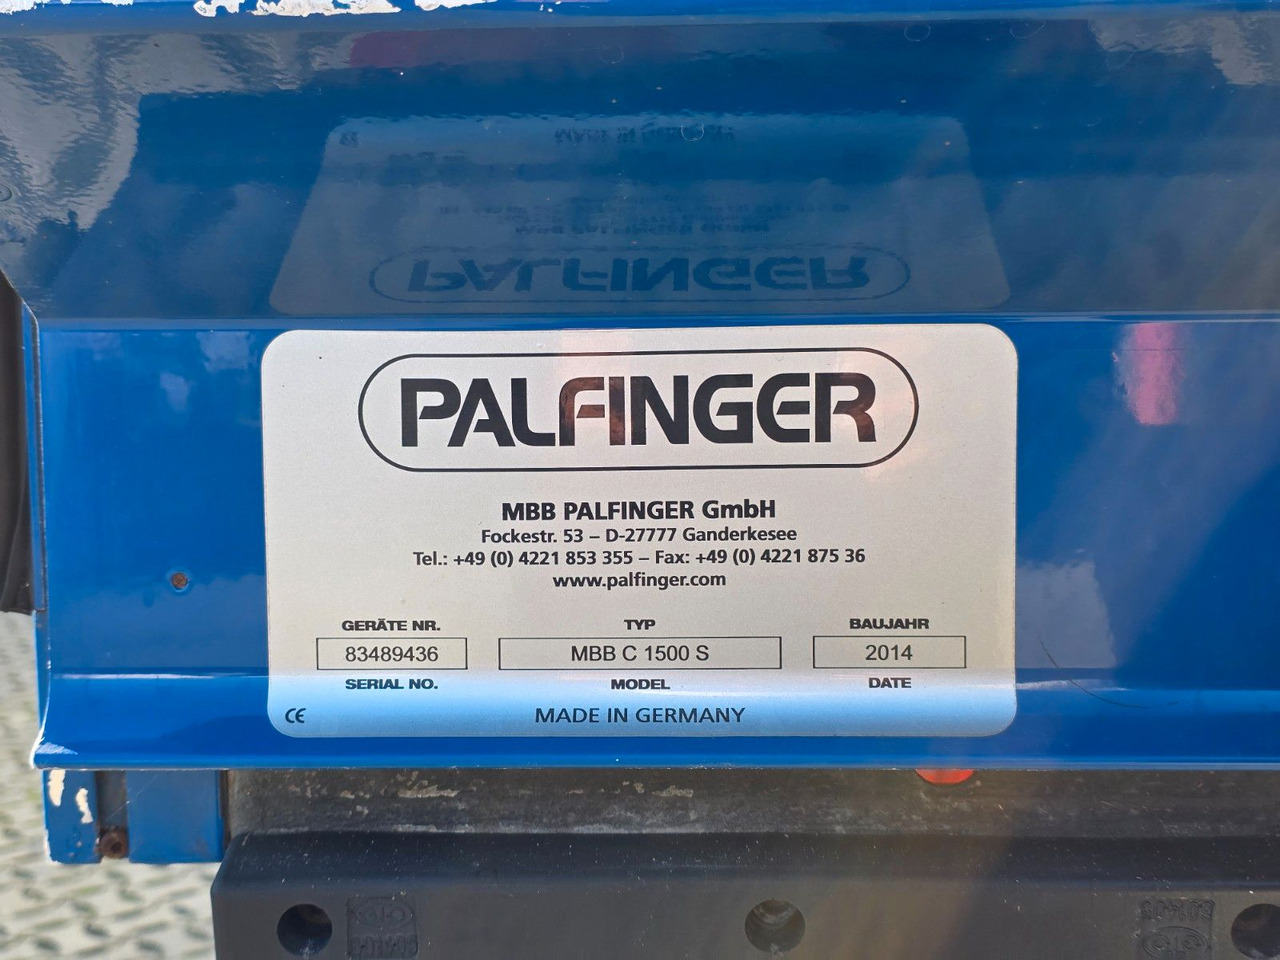 PALFINGER
MBB PALFINGER GmbH
Fockestr. 53 – D-27777 Ganderkesee
Tel.: +49 (0) 4221 853 355 – Fax: +49 (0) 4221 875 36
www.palfinger.com
GERÄTE NR. TYP BAUJAHR
83489436 MBB C 1500 S 2014
SERIAL NO. MODEL DATE
CE MADE IN GERMANY